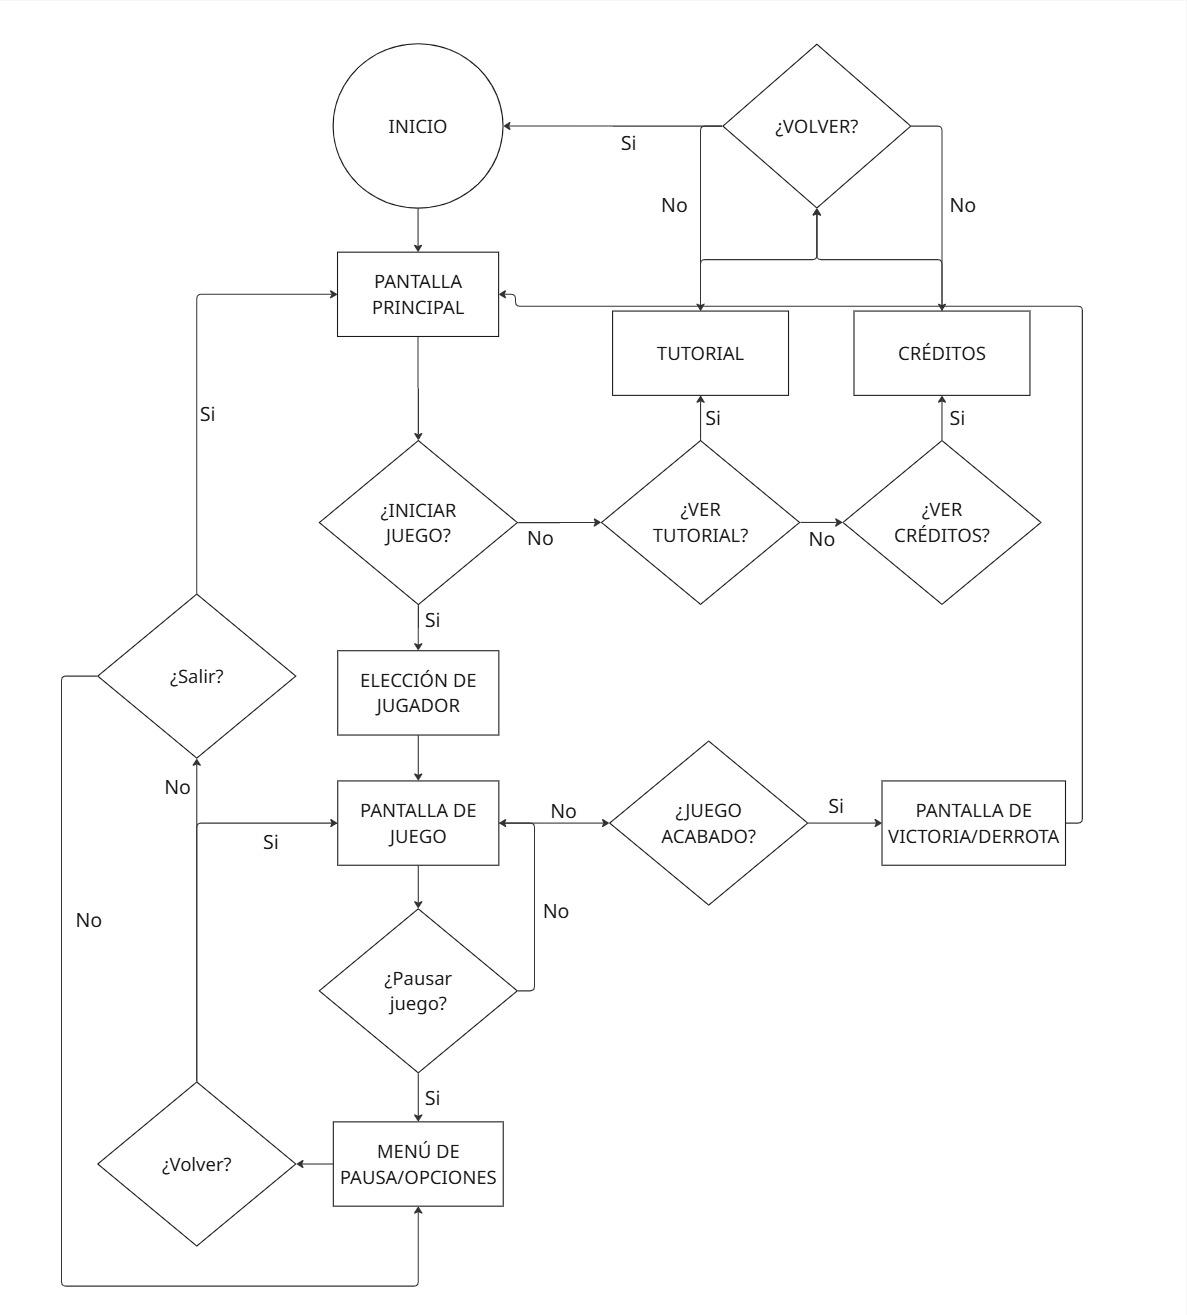 INICIO
¿VOLVER?
Si
No
No
PANTALLA
PRINCIPAL
TUTORIAL
CRÉDITOS
Si
Si
Si
¿INICIAR
JUEGO?
No
¿VER
TUTORIAL?
No
¿VER
CRÉDITOS?
Si
¿Salir?
ELECCIÓN DE
JUGADOR
No
PANTALLA DE
JUEGO
Si
No
¿JUEGO
ACABADO?
Si
PANTALLA DE
VICTORIA/DERROTA
No
No
¿Pausar
juego?
Si
¿Volver?
MENÚ DE
PAUSA/OPCIONES